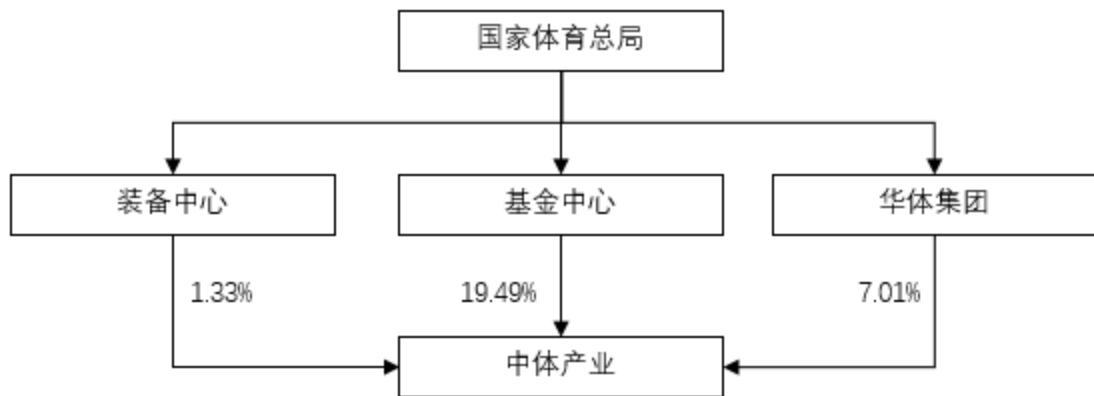 国家体育总局
装备中心
基金中心
华体集团
1.33%
19.49%
7.01%
中体产业